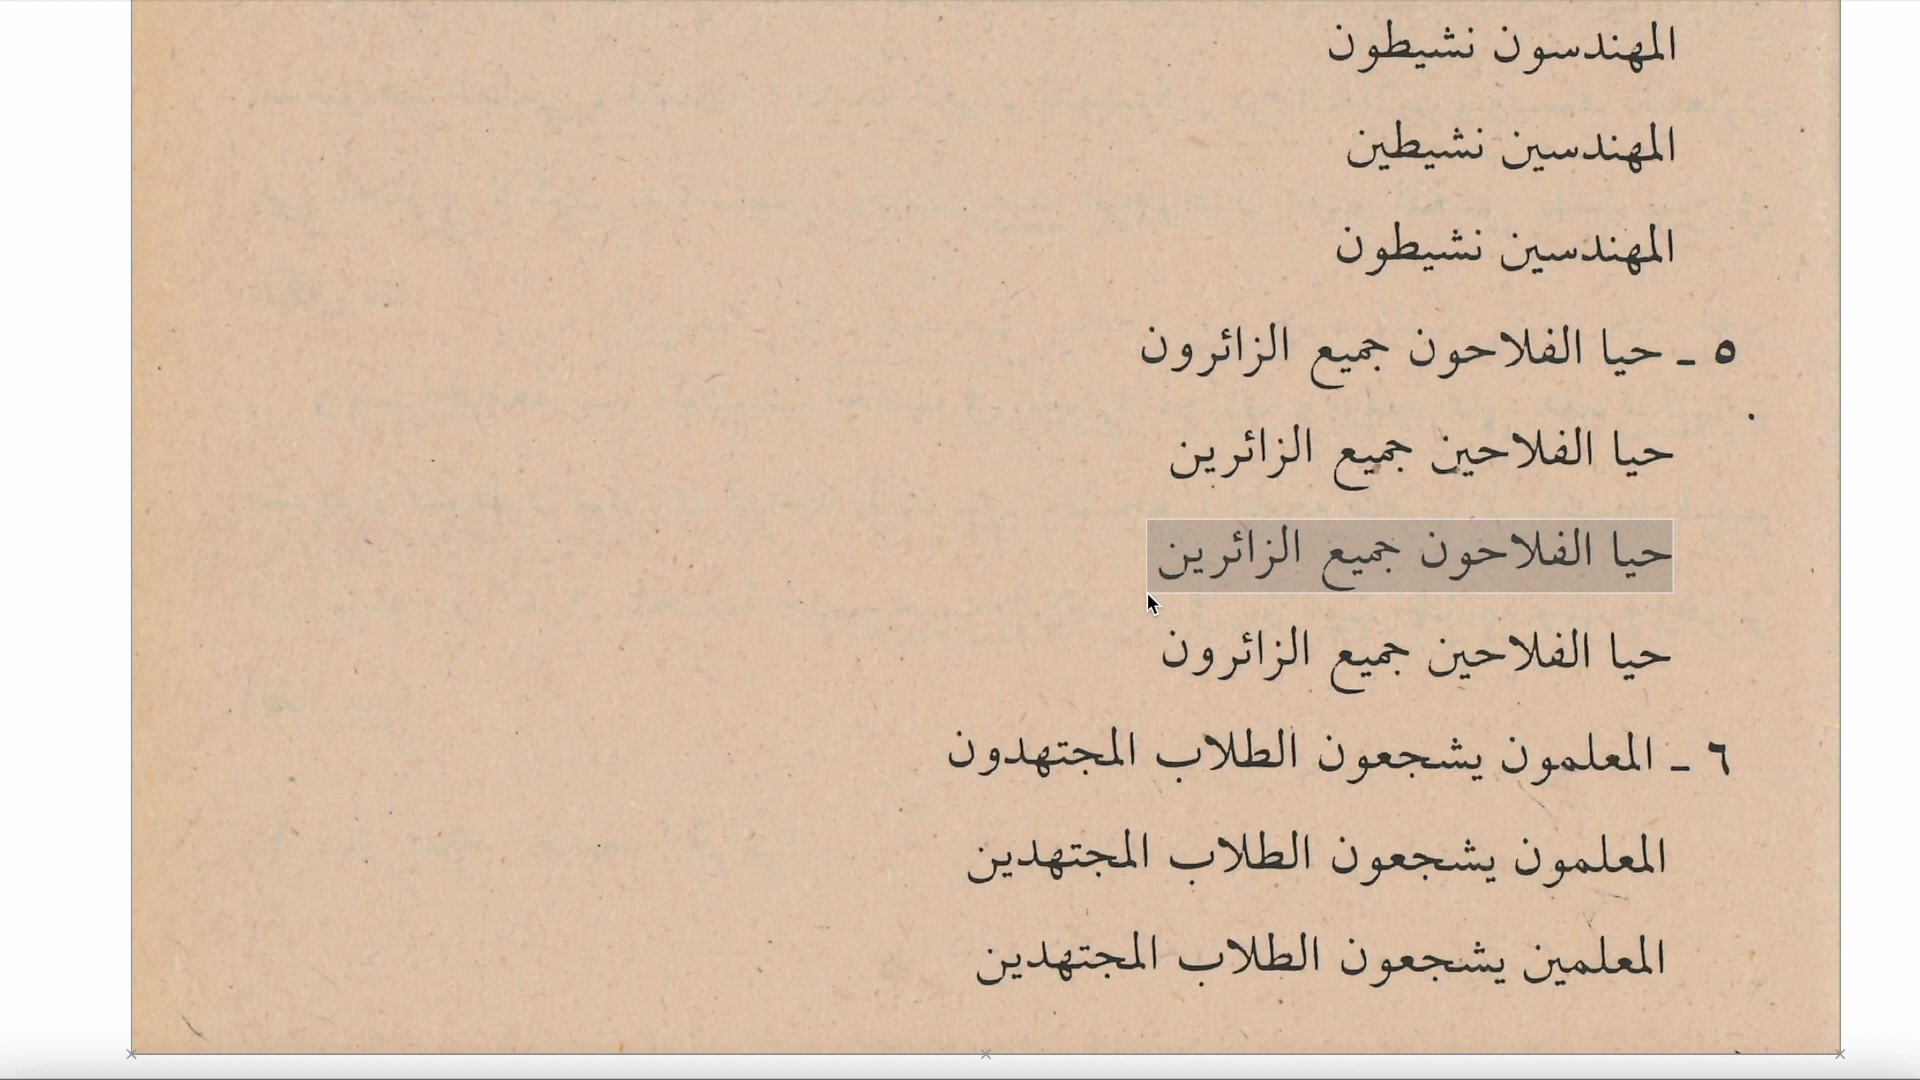 المهندسون نشيطون
المهندسين نشيطين
المهندسين نشيطون
٥ ـ حيا الفلاحون جميع الزائرون
حيا الفلاحين جميع الزائرين
حيا الفلاحون جميع الزائرين
حيا الفلاحين جميع الزائرون
٦ ـ المعلمون يشجعون الطلاب المجتهدون
المعلمون يشجعون الطلاب المجتهدين
المعلمين يشجعون الطلاب المجتهدين